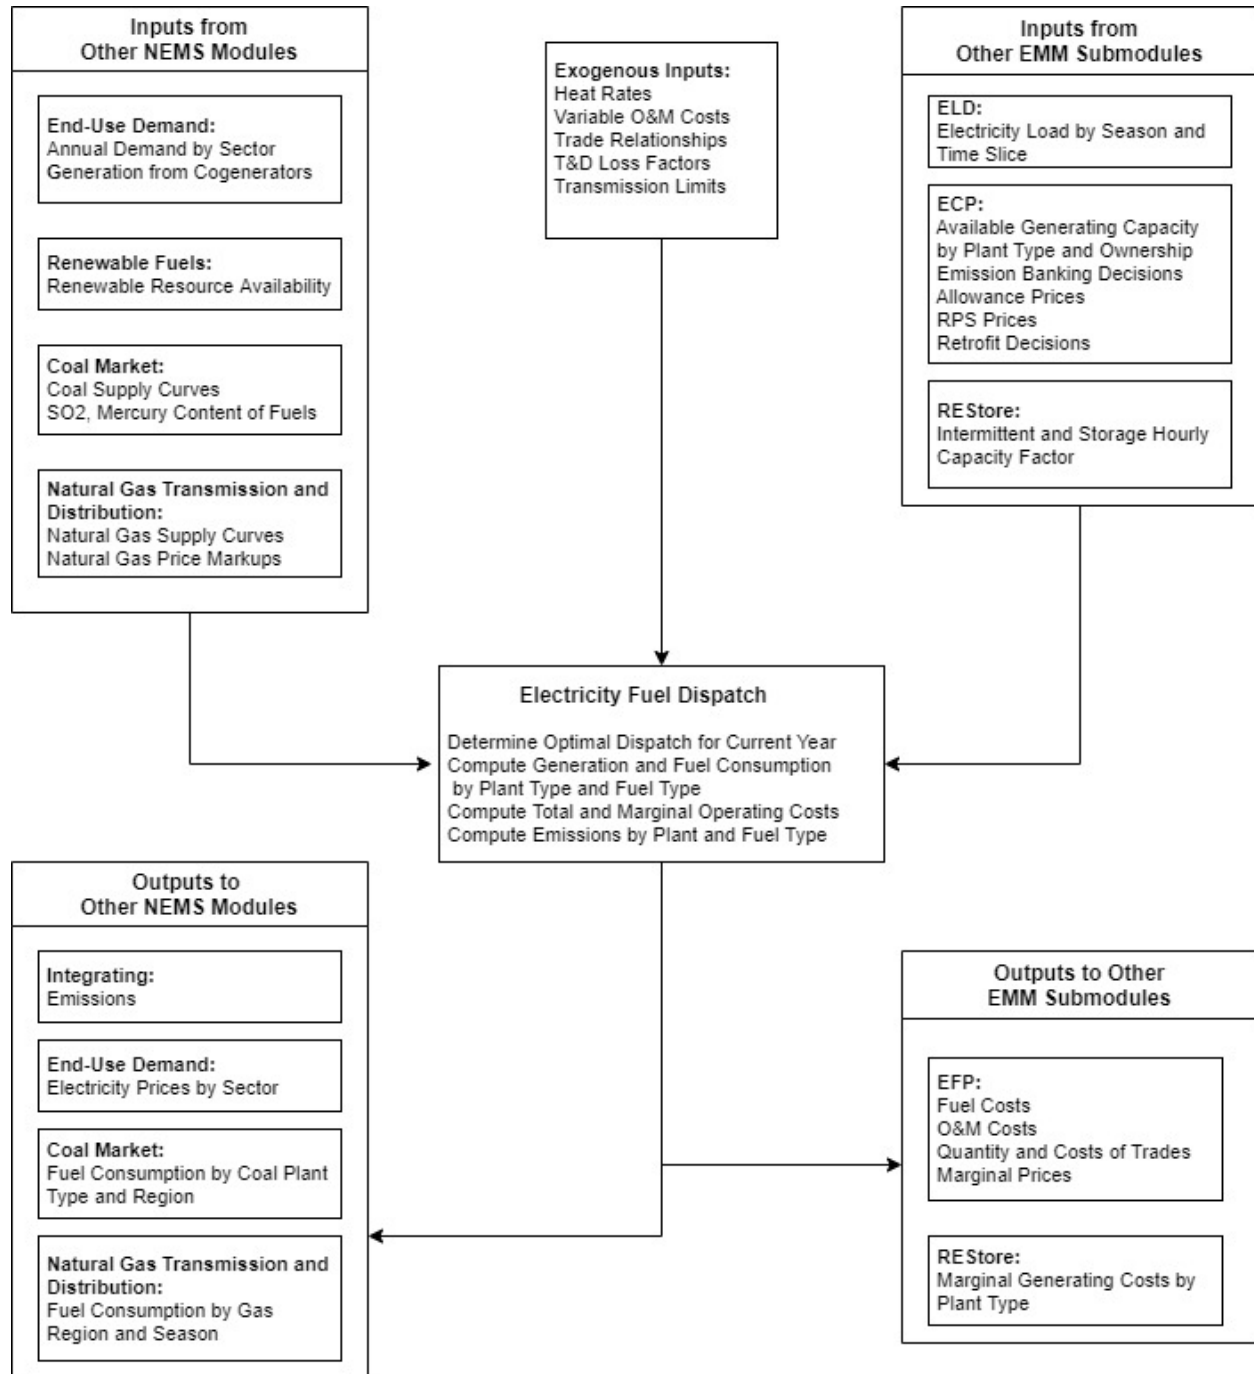 Inputs from
Other NEMS Modules
End-Use Demand:
Annual Demand by Sector
Generation from Cogenerators
Renewable Fuels:
Renewable Resource Availability
Coal Market:
Coal Supply Curves
SO2, Mercury Content of Fuels
Natural Gas Transmission and
Distribution:
Natural Gas Supply Curves
Natural Gas Price Markups
Exogenous Inputs:
Heat Rates
Variable O&M Costs
Trade Relationships
T&D Loss Factors
Transmission Limits
Inputs from
Other EMM Submodules
ELD:
Electricity Load by Season and
Time Slice
ECP:
Available Generating Capacity
by Plant Type and Ownership
Emission Banking Decisions
Allowance Prices
RPS Prices
Retrofit Decisions
REStore:
Intermittent and Storage Hourly
Capacity Factor
Electricity Fuel Dispatch
Determine Optimal Dispatch for Current Year
Compute Generation and Fuel Consumption
by Plant Type and Fuel Type
Compute Total and Marginal Operating Costs
Compute Emissions by Plant and Fuel Type
Outputs to
Other NEMS Modules
Integrating:
Emissions
End-Use Demand:
Electricity Prices by Sector
Coal Market:
Fuel Consumption by Coal Plant
Type and Region
Natural Gas Transmission and
Distribution:
Fuel Consumption by Gas
Region and Season
Outputs to Other
EMM Submodules
EFP:
Fuel Costs
O&M Costs
Quantity and Costs of Trades
Marginal Prices
REStore:
Marginal Generating Costs by
Plant Type